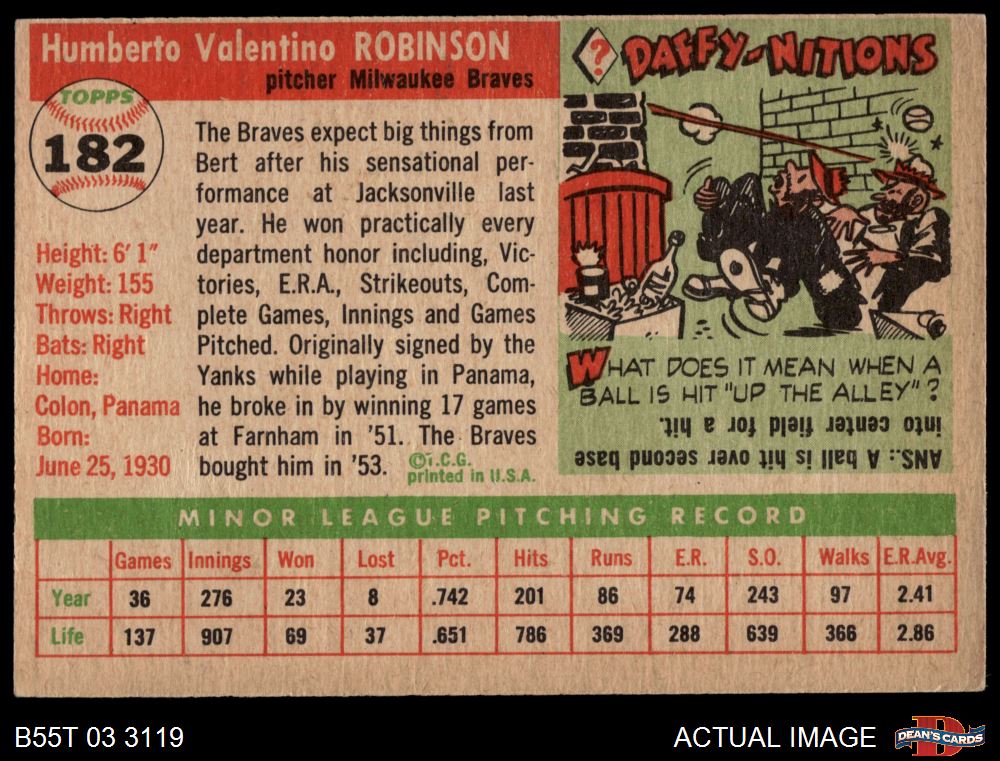 Humberto Valentino ROBINSON
pitcher Milwaukee Braves
TOPPS
182
Height: 6' 1"
Weight: 155
Throws: Right
Bats: Right
Home:
Colon, Panama
Born:
June 25, 1930
The Braves expect big things from
Bert after his sensational per-
formance at Jacksonville last
year. He won practically every
department honor including, Vic-
tories, E.R.A., Strikeouts, Com-
plete Games, Innings and Games
Pitched. Originally signed by the
Yanks while playing in Panama,
he broke in by winning 17 games
at Farnham in '51. The Braves
bought him in '53.
©T.C.G.
printed in U.S.A.
? DAFFY-NITIONS
WHAT DOES IT MEAN WHEN A
BALL IS HIT "UP THE ALLEY"?
ANS.: A ball is hit over second base
into center field for a hit.
MINOR LEAGUE PITCHING RECORD
Games Innings Won Lost Pct. Hits Runs E.R. S.O. Walks E.R.Avg.
Year 36 276 23 8 .742 201 86 74 243 97 2.41
Life 137 907 69 37 .651 786 369 288 639 366 2.86
B55T 03 3119
ACTUAL IMAGE
DEAN'S CARDS